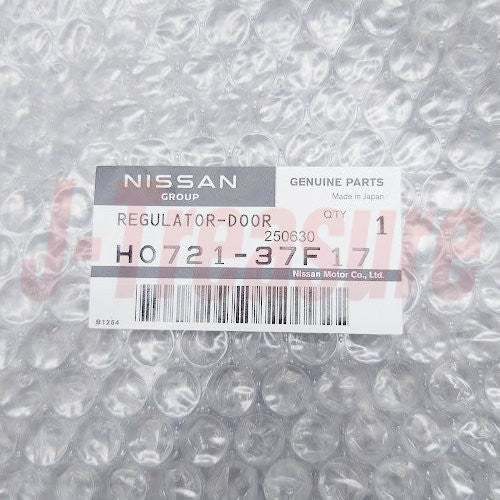 NISSAN
GROUP
GENUINE PARTS
Made in Japan
REGULATOR-DOOR
QTY
1
250630
H0721-37F17
Nissan Motor Co., Ltd.
B1254
C
J-Treasure